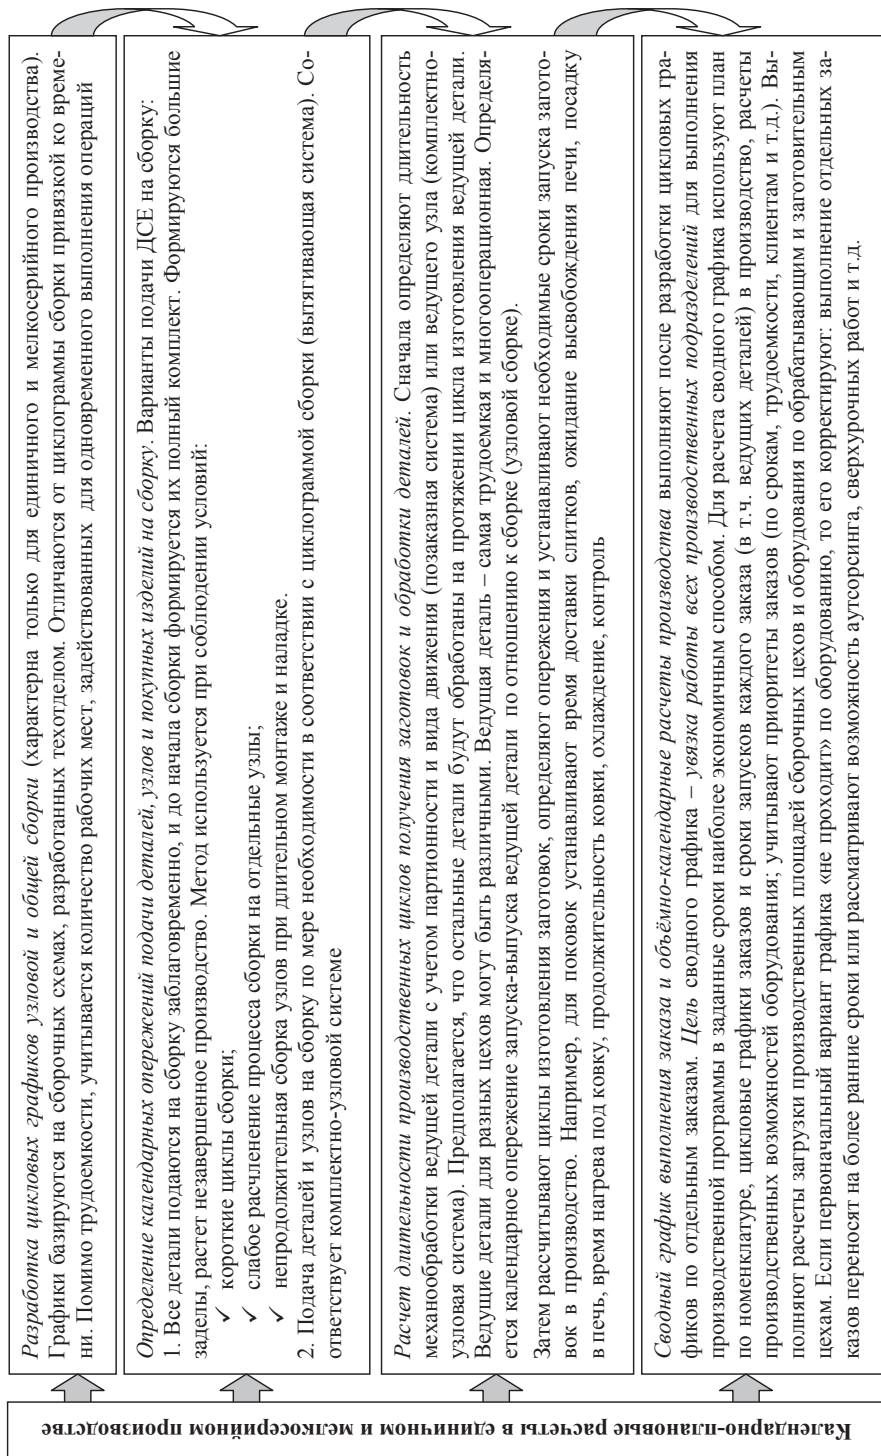 Календарно-плановые расчеты в единичном и мелкосерийном производстве
Разработка цикловых графиков узловой и общей сборки (характерна только для единичного и мелкосерийного производства).
Графики базируются на сборочных схемах, разработанных техотделом. Отличаются от циклограммы сборки привязкой ко време-
ни. Помимо трудоемкости, учитывается количество рабочих мест, задействованных для одновременного выполнения операций
Определение календарных опережений подачи деталей, узлов и покупных изделий на сборку. Варианты подачи ДСЕ на сборку:
1. Все детали подаются на сборку заблаговременно, и до начала сборки формируется их полный комплект. Формируются большие
заделы, растет незавершенное производство. Метод используется при соблюдении условий:
✓ короткие циклы сборки;
✓ слабое расчленение процесса сборки на отдельные узлы;
✓ непродолжительная сборка узлов при длительном монтаже и наладке.
2. Подача деталей и узлов на сборку по мере необходимости в соответствии с циклограммой сборки (вытягивающая система). Со-
ответствует комплектно-узловой системе
Расчет длительности производственных циклов получения заготовок и обработки деталей. Сначала определяют длительность
механообработки ведущей детали с учетом партионности и вида движения (позаказная система) или ведущего узла (комплектно-
узловая система). Предполагается, что остальные детали будут обработаны на протяжении цикла изготовления ведущей детали.
Ведущие детали для разных цехов могут быть различными. Ведущая деталь – самая трудоемкая и многооперационная. Определя-
ется календарное опережение запуска-выпуска ведущей детали по отношению к сборке (узловой сборке).
Затем рассчитывают циклы изготовления заготовок, определяют опережения и устанавливают необходимые сроки запуска загото-
вок в производство. Например, для поковок устанавливают время доставки слитков, ожидание высвобождения печи, посадку
в печь, время нагрева под ковку, продолжительность ковки, охлаждение, контроль
Сводный график выполнения заказа и объёмно-календарные расчеты производства выполняют после разработки цикловых гра-
фиков по отдельным заказам. Цель сводного графика – увязка работы всех производственных подразделений для выполнения
производственной программы в заданные сроки наиболее экономичным способом. Для расчета сводного графика используют план
по номенклатуре, цикловые графики заказов и сроки запусков каждого заказа (в т.ч. ведущих деталей) в производство, расчеты
производственных возможностей оборудования; учитывают приоритеты заказов (по срокам, трудоемкости, клиентам и т.д.). Вы-
полняют расчеты загрузки производственных площадей сборочных цехов и оборудования по обрабатывающим и заготовительным
цехам. Если первоначальный вариант графика «не проходит» по оборудованию, то его корректируют: выполнение отдельных за-
казов переносят на более ранние сроки или рассматривают возможность аутсорсинга, сверхурочных работ и т.д.